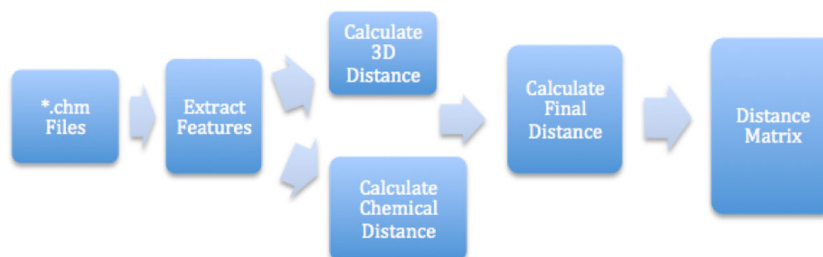 *.chm
Files
Extract
Features
Calculate
3D
Distance
Calculate
Chemical
Distance
Calculate
Final
Distance
Distance
Matrix